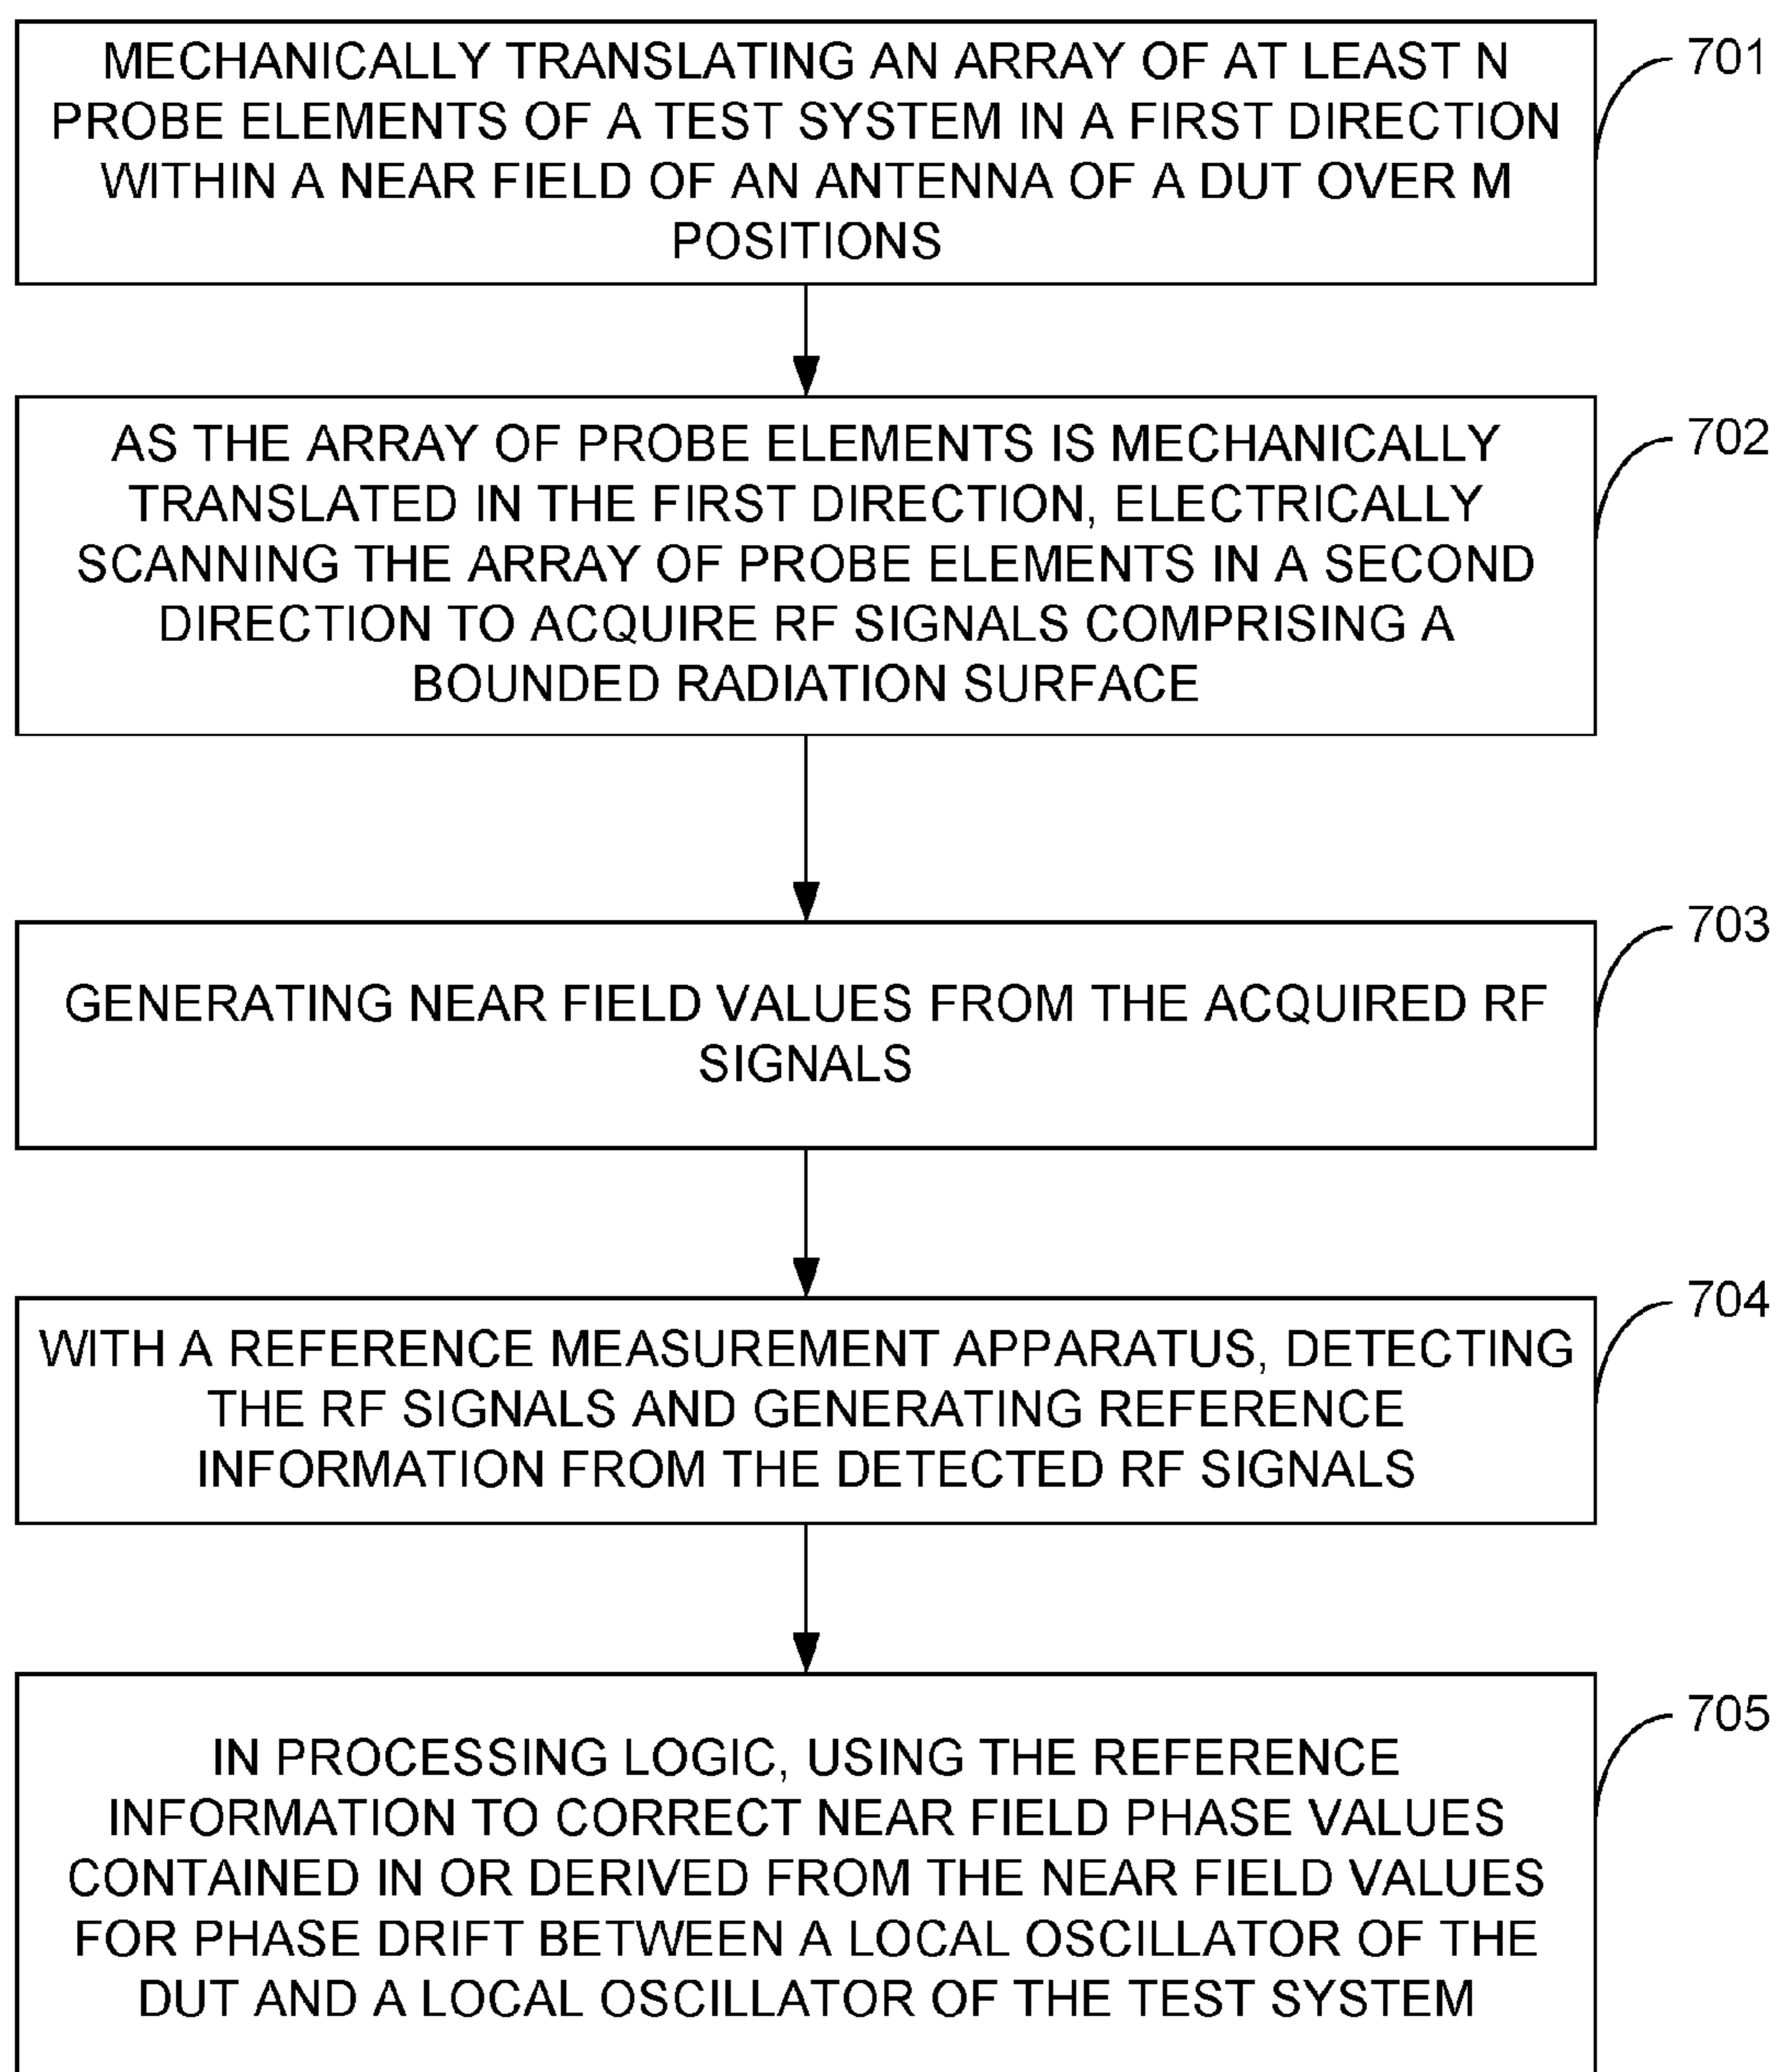 MECHANICALLY TRANSLATING AN ARRAY OF AT LEAST N
PROBE ELEMENTS OF A TEST SYSTEM IN A FIRST DIRECTION
WITHIN A NEAR FIELD OF AN ANTENNA OF A DUT OVER M
POSITIONS
701
AS THE ARRAY OF PROBE ELEMENTS IS MECHANICALLY
TRANSLATED IN THE FIRST DIRECTION, ELECTRICALLY
SCANNING THE ARRAY OF PROBE ELEMENTS IN A SECOND
DIRECTION TO ACQUIRE RF SIGNALS COMPRISING A
BOUNDED RADIATION SURFACE
702
GENERATING NEAR FIELD VALUES FROM THE ACQUIRED RF
SIGNALS
703
WITH A REFERENCE MEASUREMENT APPARATUS, DETECTING
THE RF SIGNALS AND GENERATING REFERENCE
INFORMATION FROM THE DETECTED RF SIGNALS
704
IN PROCESSING LOGIC, USING THE REFERENCE
INFORMATION TO CORRECT NEAR FIELD PHASE VALUES
CONTAINED IN OR DERIVED FROM THE NEAR FIELD VALUES
FOR PHASE DRIFT BETWEEN A LOCAL OSCILLATOR OF THE
DUT AND A LOCAL OSCILLATOR OF THE TEST SYSTEM
705